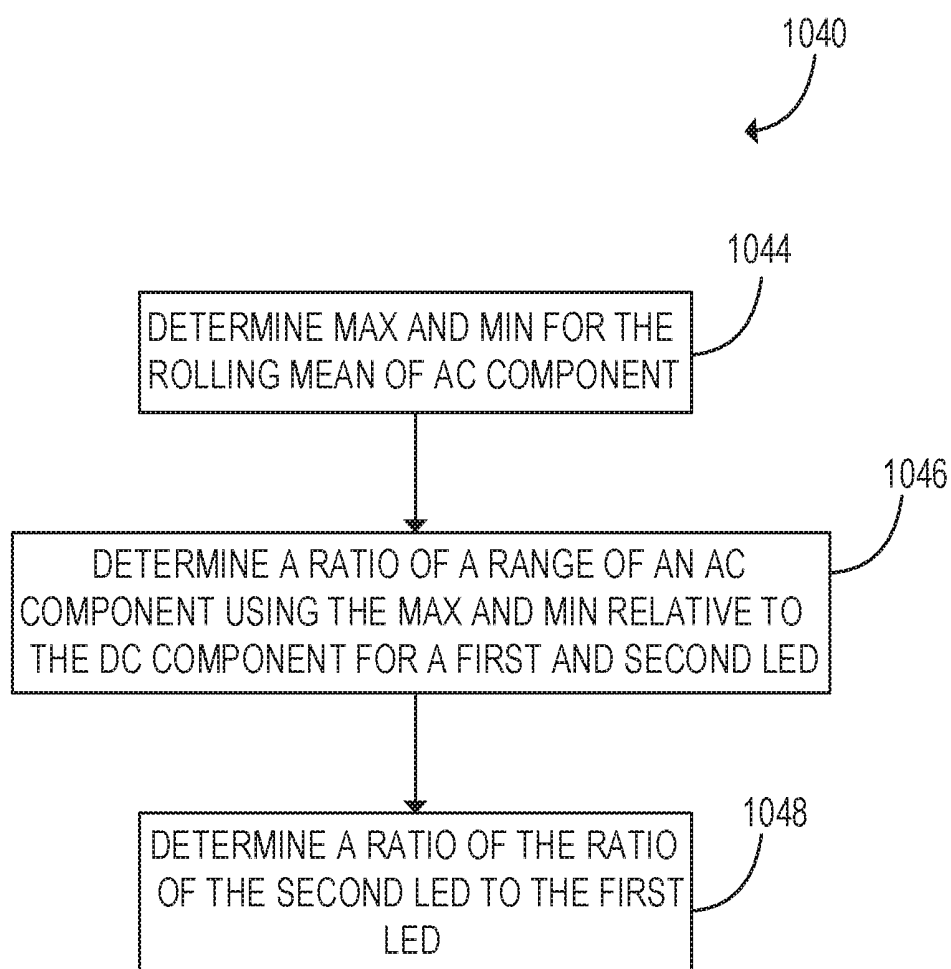 1040
1044
DETERMINE MAX AND MIN FOR THE
ROLLING MEAN OF AC COMPONENT
1046
DETERMINE A RATIO OF A RANGE OF AN AC
COMPONENT USING THE MAX AND MIN RELATIVE TO
THE DC COMPONENT FOR A FIRST AND SECOND LED
1048
DETERMINE A RATIO OF THE RATIO
OF THE SECOND LED TO THE FIRST
LED